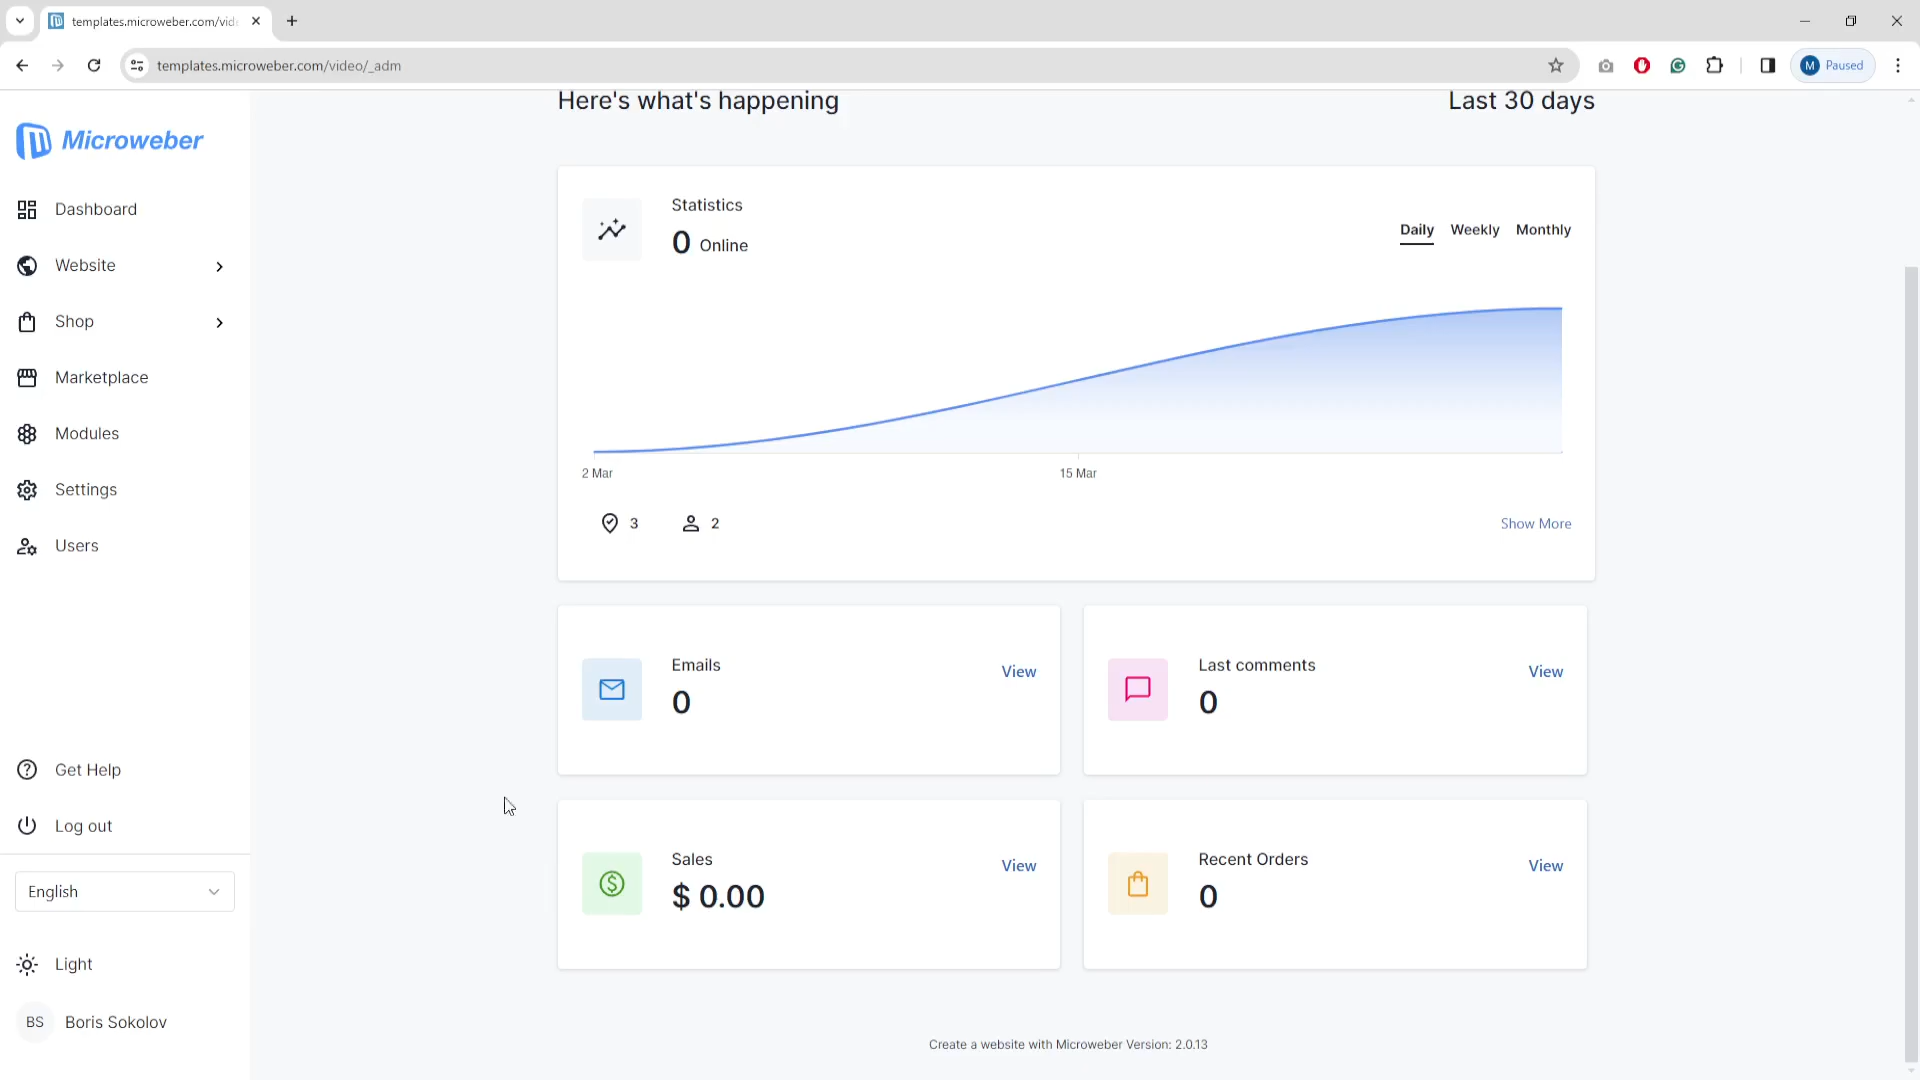 templates.microweber.com/vid
templates.microweber.com/video/_adm
M Paused
Microweber
Dashboard
Website
Shop
Marketplace
Modules
Settings
Users
Get Help
Log out
English
Light
BS Boris Sokolov
Here's what's happening
Last 30 days
Statistics
0 Online
Daily Weekly Monthly
2 Mar 15 Mar
3 2
Show More
Emails
0
View
Last comments
0
View
Sales
$ 0.00
View
Recent Orders
0
View
Create a website with Microweber Version: 2.0.13